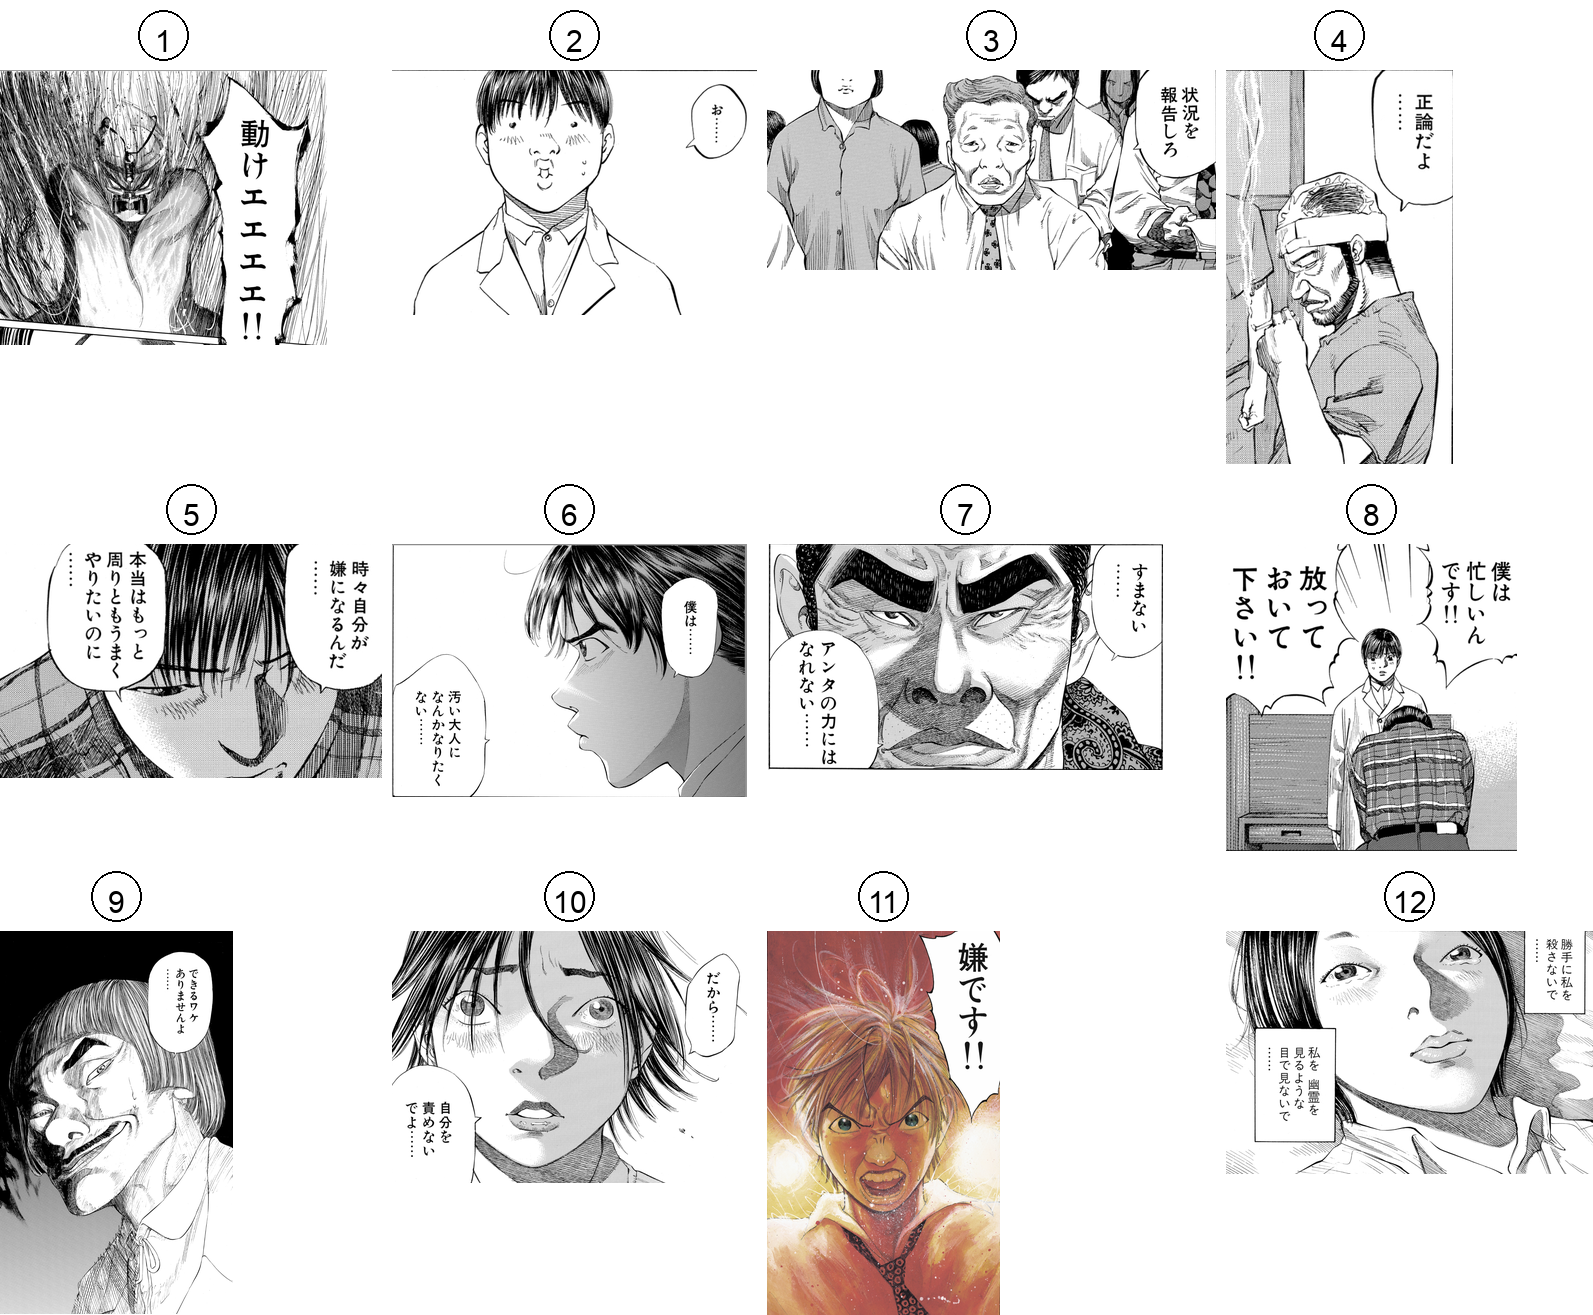 1
動けエエエエ!!
2
お……
3
状況を
報告しろ
4
正論だよ
……
5
時々自分が
嫌になるんだ
……
本当はもっと
周りともうまく
やりたいのに
……
6
僕は……
汚い大人に
なんかなりたく
ない……
7
すまない
……
アンタの力には
なれない……
8
僕は
忙しいん
です!!
放って
おいて
下さい!!
9
できるワケ
ありませんよ
……
10
だから……
自分を
責めない
でよ……
11
嫌です!!
12
勝手に私を
殺さないで
……
私を 幽霊を
見るような
目で見ないで
……